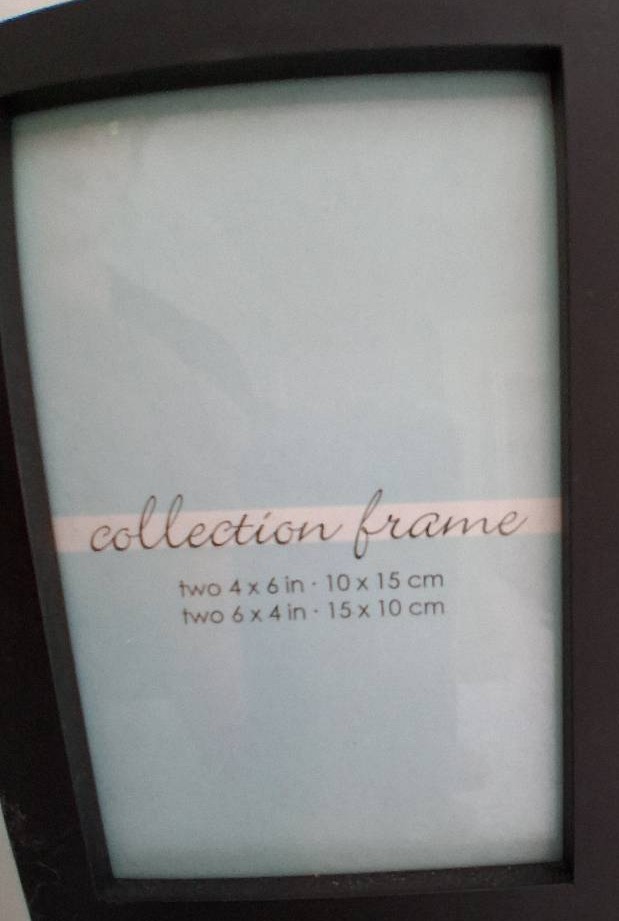 collection frame
two 4 x 6 in · 10 x 15 cm
two 6 x 4 in · 15 x 10 cm